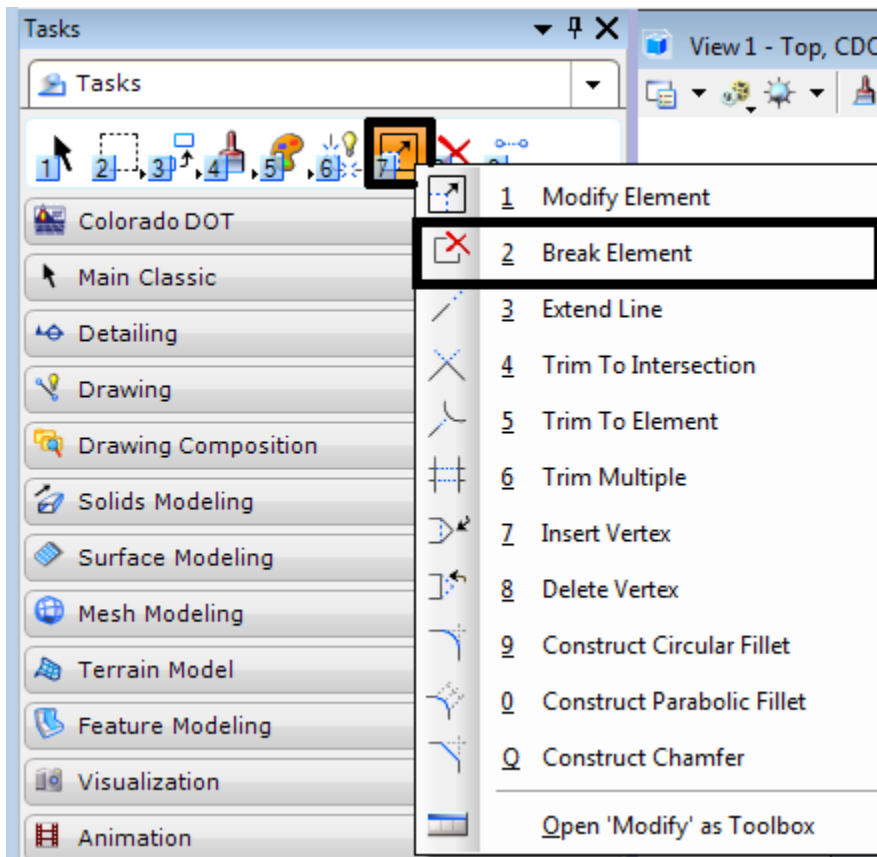 Tasks
View 1 - Top, CDO
Tasks
1 2 3 4 5 6 7
1 Modify Element
Colorado DOT
2 Break Element
Main Classic
3 Extend Line
Detailing
4 Trim To Intersection
Drawing
5 Trim To Element
Drawing Composition
6 Trim Multiple
Solids Modeling
7 Insert Vertex
Surface Modeling
8 Delete Vertex
Mesh Modeling
9 Construct Circular Fillet
Terrain Model
0 Construct Parabolic Fillet
Feature Modeling
Q Construct Chamfer
Visualization
Open 'Modify' as Toolbox
Animation